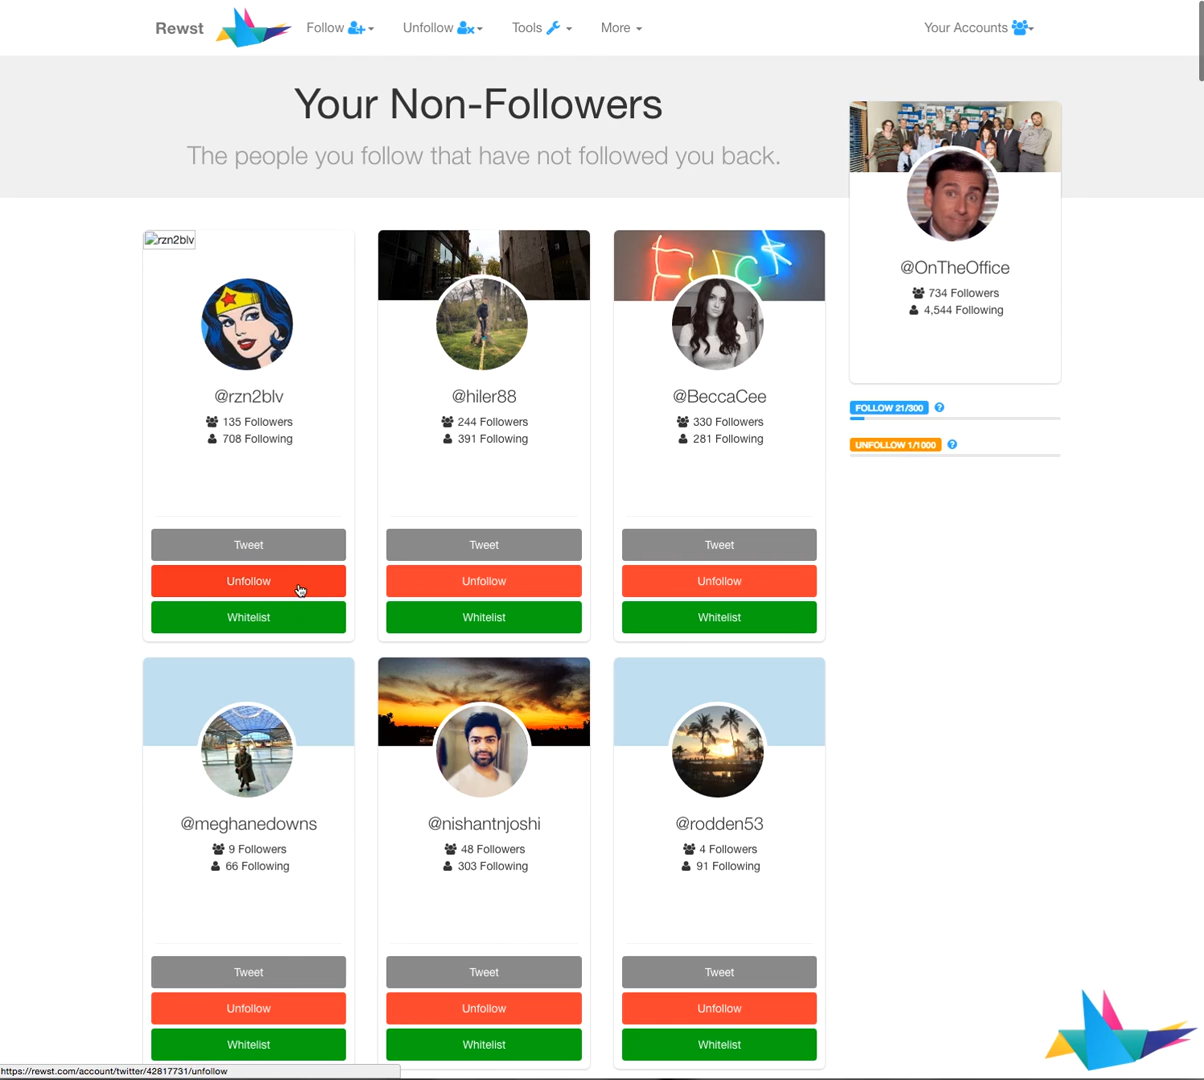 Rewst
Follow
Unfollow
Tools
More
Your Accounts
Your Non-Followers
The people you follow that have not followed you back.
@OnTheOffice
734 Followers
4,544 Following
FOLLOW 21/300 ?
UNFOLLOW 1/1000 ?
rzn2blv
@rzn2blv
135 Followers
708 Following
Tweet
Unfollow
Whitelist
@hiler88
244 Followers
391 Following
Tweet
Unfollow
Whitelist
FUCK
@BeccaCee
330 Followers
281 Following
Tweet
Unfollow
Whitelist
@meghanedowns
9 Followers
66 Following
Tweet
Unfollow
Whitelist
@nishantnjoshi
48 Followers
303 Following
Tweet
Unfollow
Whitelist
@rodden53
4 Followers
91 Following
Tweet
Unfollow
Whitelist
https://rewst.com/account/twitter/42817731/unfollow